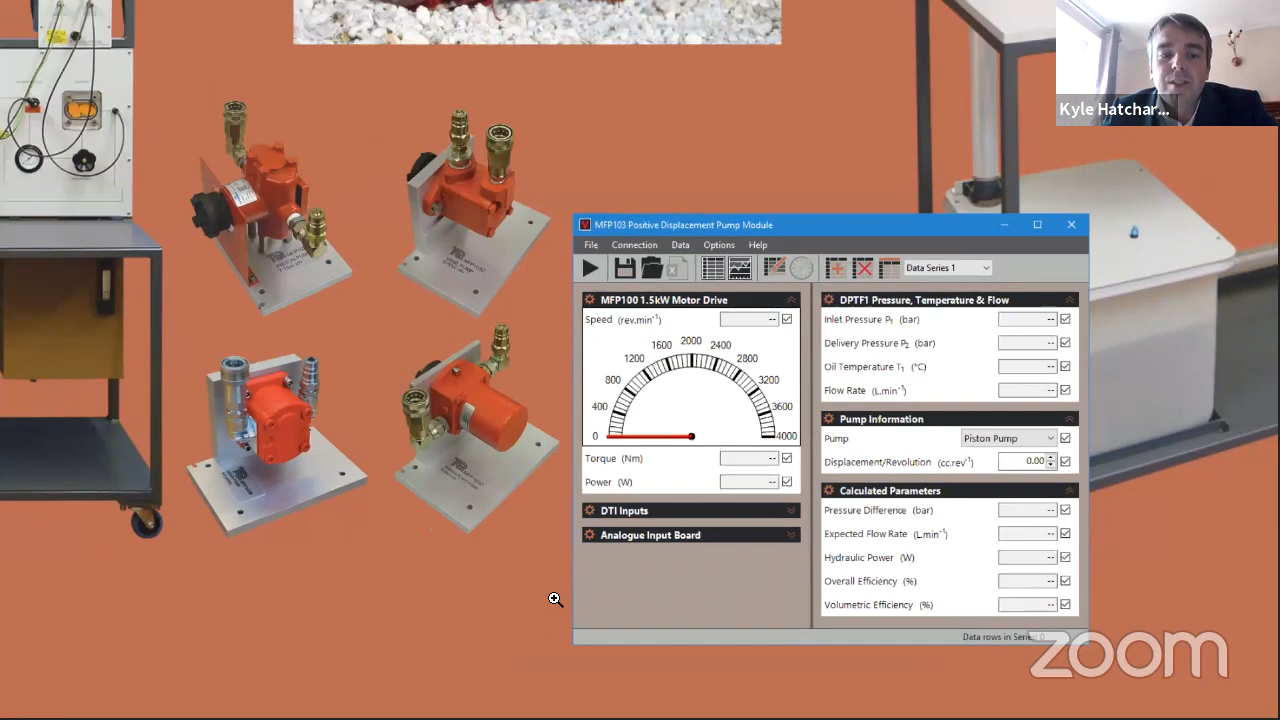 Kyle Hatchar...
MFP103 Positive Displacement Pump Module
File Connection Data Options Help
Data Series 1
MFP100 1.5kW Motor Drive
Speed (rev.min⁻¹) --
0 400 800 1200 1600 2000 2400 2800 3200 3600 4000
Torque (Nm) --
Power (W) --
DTI Inputs
Analogue Input Board
DPTF1 Pressure, Temperature & Flow
Inlet Pressure P₁ (bar) --
Delivery Pressure P₂ (bar) --
Oil Temperature T₁ (°C) --
Flow Rate (L.min⁻¹) --
Pump Information
Pump Piston Pump
Displacement/Revolution (cc.rev⁻¹) 0.00
Calculated Parameters
Pressure Difference (bar) --
Expected Flow Rate (L.min⁻¹) --
Hydraulic Power (W) --
Overall Efficiency (%) --
Volumetric Efficiency (%) --
Data rows in Series: 0
zoom